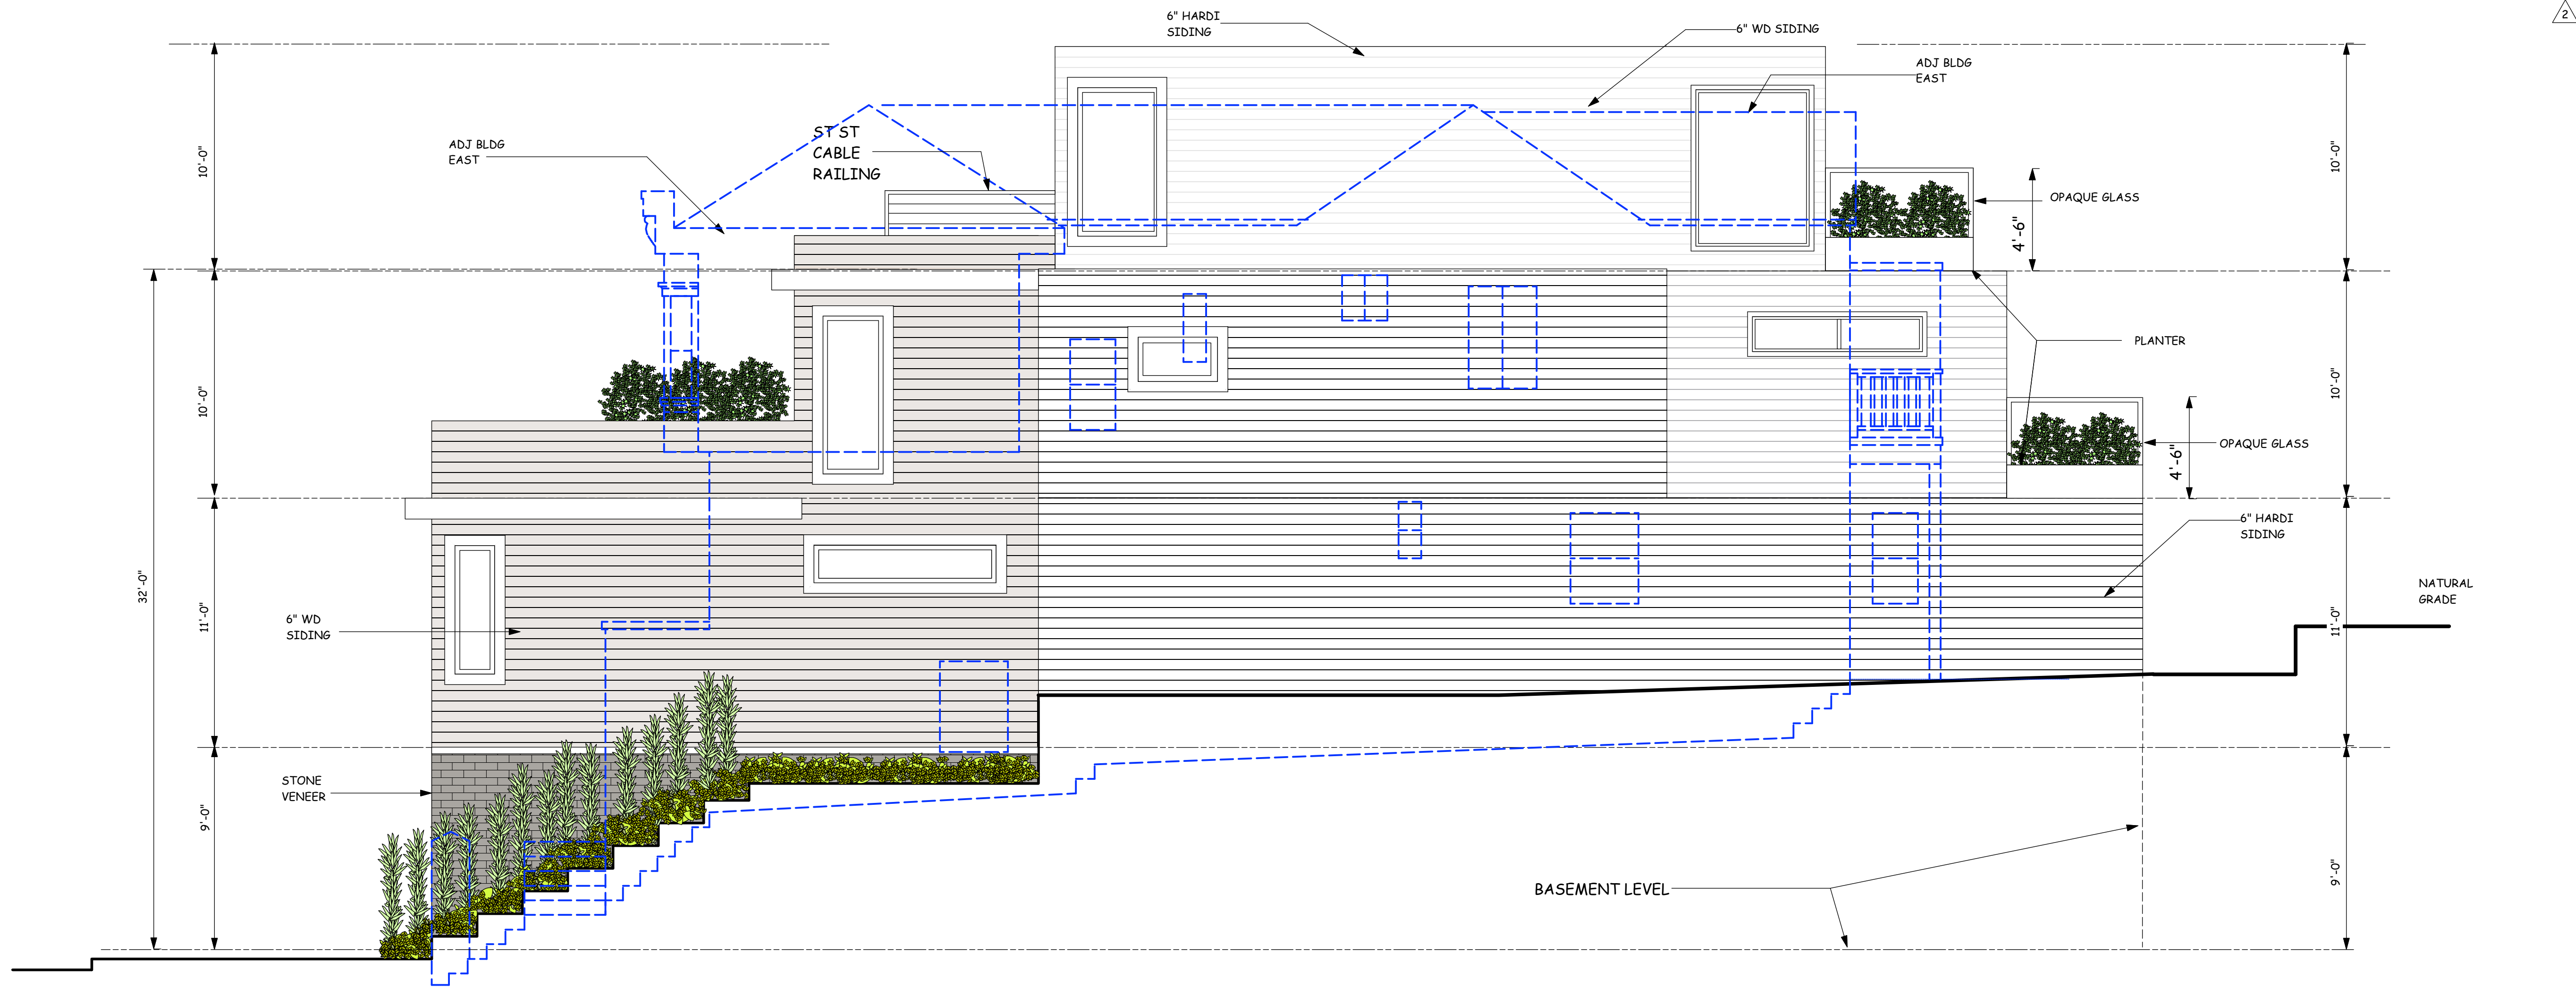 2
6" HARDI
SIDING
6" WD SIDING
ADJ BLDG
EAST
ST ST
CABLE
RAILING
ADJ BLDG
EAST
10'-0"
10'-0"
OPAQUE GLASS
4'-6"
PLANTER
10'-0"
10'-0"
OPAQUE GLASS
4'-6"
6" HARDI
SIDING
NATURAL
GRADE
32'-0"
11'-0"
11'-0"
6" WD
SIDING
STONE
VENEER
9'-0"
9'-0"
BASEMENT LEVEL